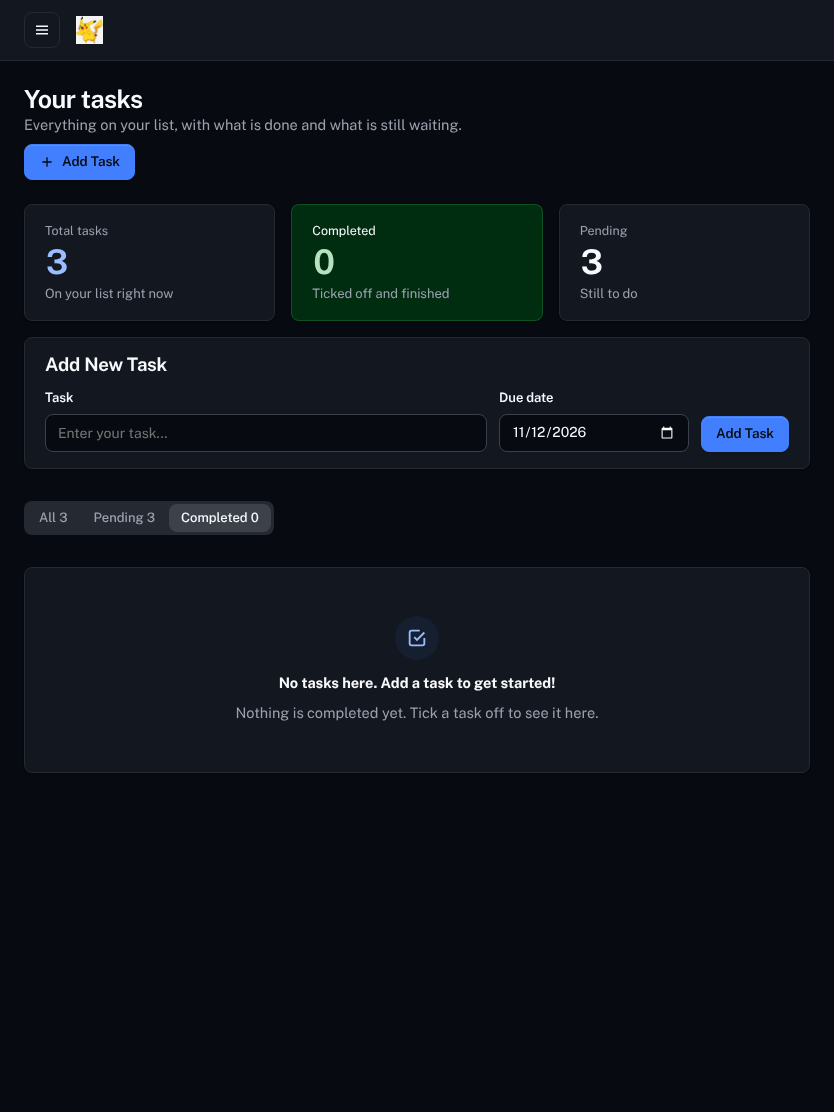 Your tasks
Everything on your list, with what is done and what is still waiting.
Add Task
Total tasks
3
On your list right now
Completed
0
Ticked off and finished
Pending
3
Still to do
Add New Task
Task
Due date
Enter your task...
11/12/2026
Add Task
All 3
Pending 3
Completed 0
No tasks here. Add a task to get started!
Nothing is completed yet. Tick a task off to see it here.